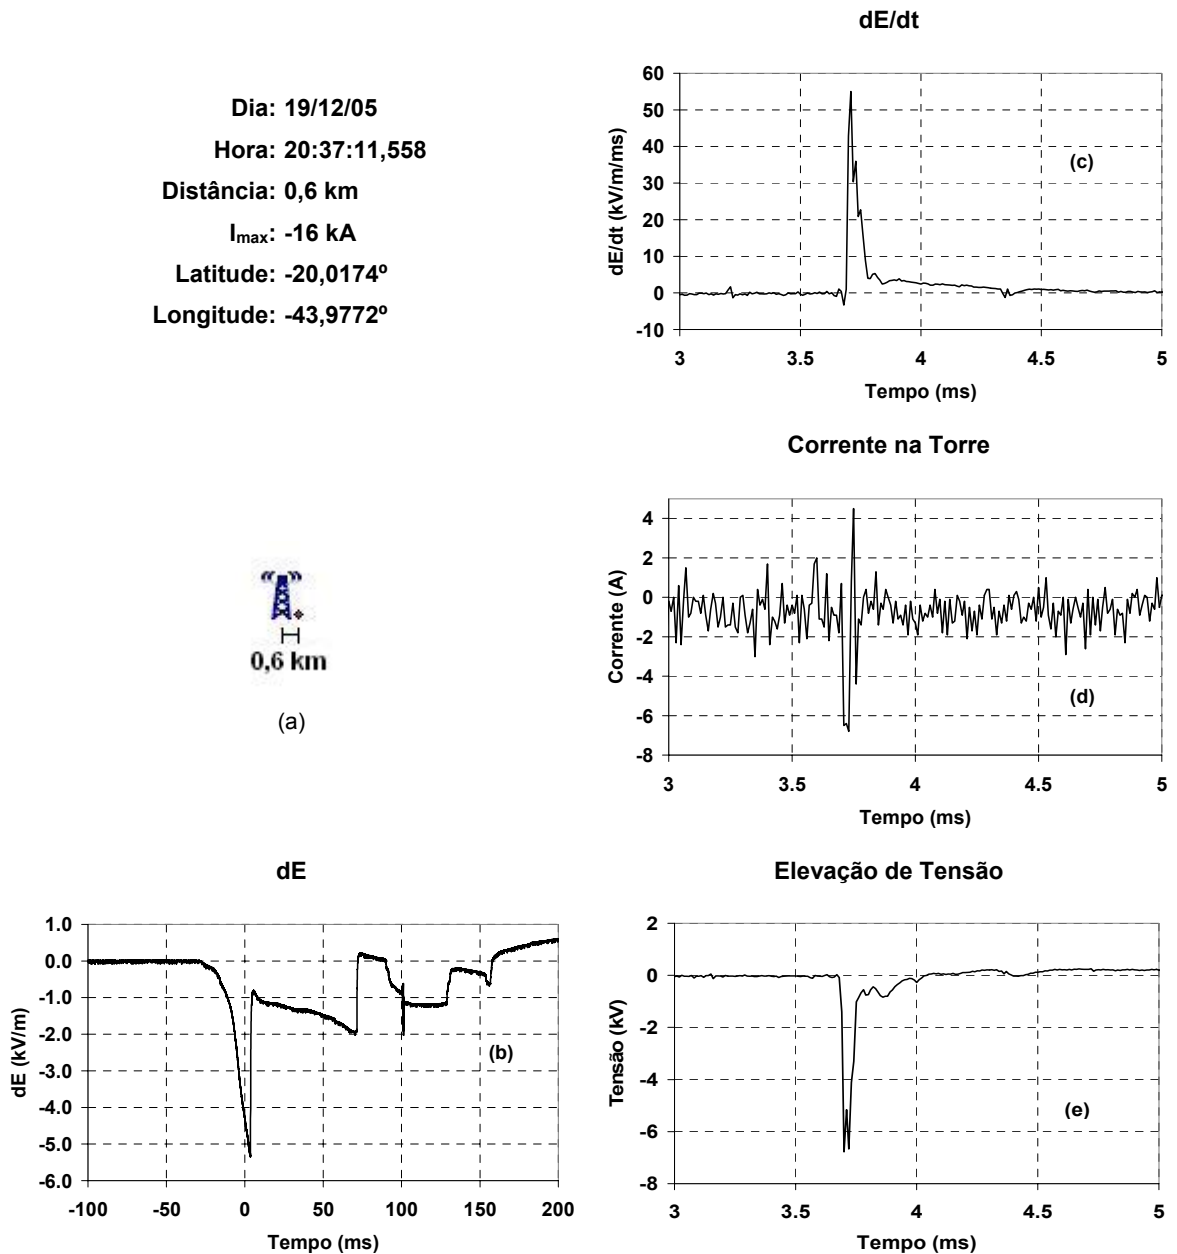 dE/dt
Dia: 19/12/05
Hora: 20:37:11,558
Distância: 0,6 km
Imax: -16 kA
Latitude: -20,0174º
Longitude: -43,9772º
dE/dt (kV/m/ms)
60
50
40
30
20
10
0
-10
(c)
3
3.5
4
4.5
5
Tempo (ms)
Corrente na Torre
Corrente (A)
4
2
0
-2
-4
-6
-8
(d)
3
3.5
4
4.5
5
Tempo (ms)
0,6 km
(a)
dE
dE (kV/m)
1.0
0.0
-1.0
-2.0
-3.0
-4.0
-5.0
-6.0
(b)
-100
-50
0
50
100
150
200
Tempo (ms)
Elevação de Tensão
Tensão (kV)
2
0
-2
-4
-6
-8
(e)
3
3.5
4
4.5
5
Tempo (ms)